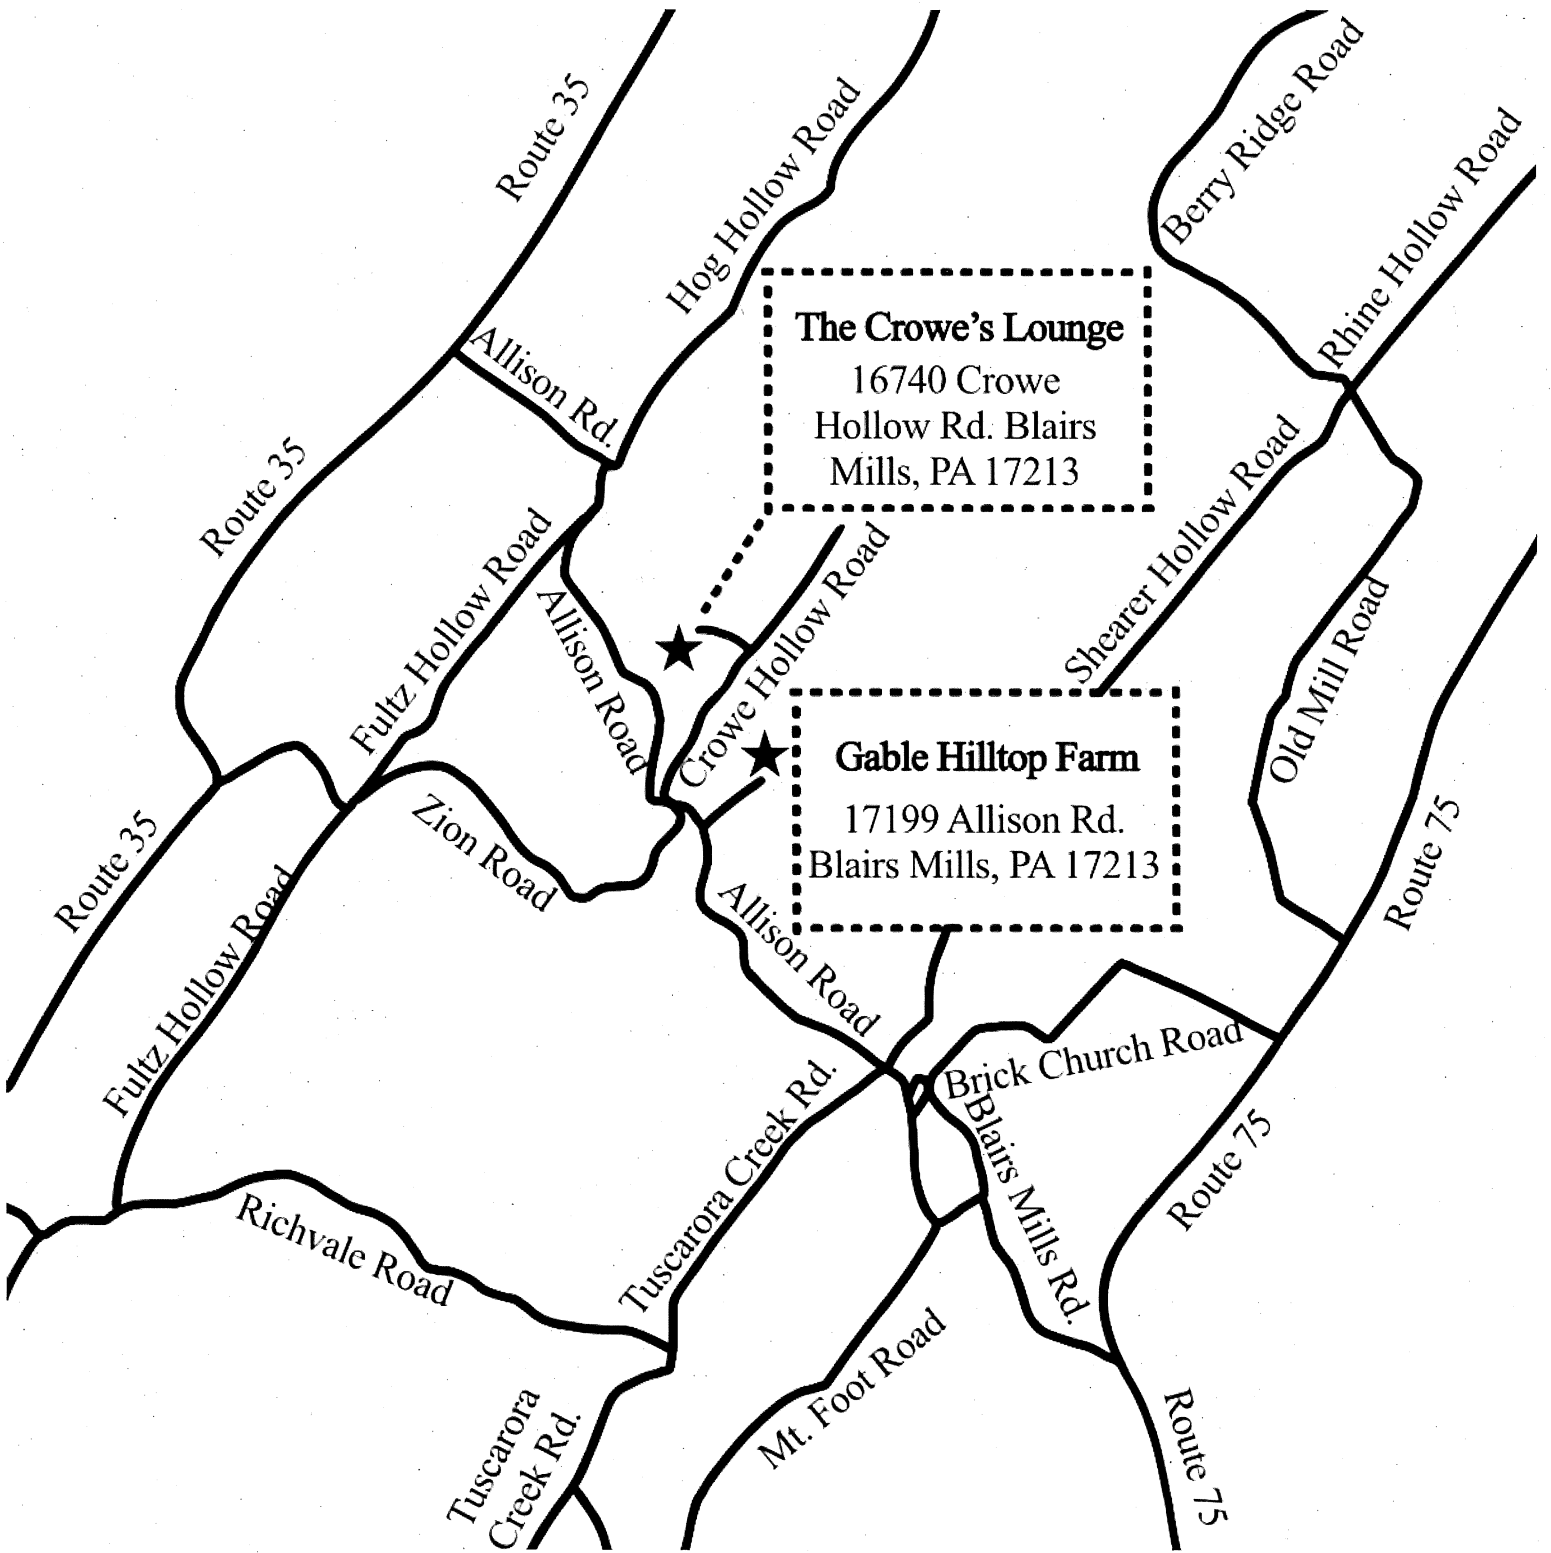 Route 35
Hog Hollow Road
Berry Ridge Road
Rhine Hollow Road
Allison Rd.
The Crowe’s Lounge
16740 Crowe
Hollow Rd. Blairs
Mills, PA 17213
Route 35
Fultz Hollow Road
Allison Road
Crowe Hollow Road
Shearer Hollow Road
Old Mill Road
Gable Hilltop Farm
17199 Allison Rd.
Blairs Mills, PA 17213
Route 35
Zion Road
Route 75
Fultz Hollow Road
Allison Road
Brick Church Road
Tuscarora Creek Rd.
Blairs Mills Rd.
Route 75
Richvale Road
Mt. Foot Road
Tuscarora
Creek Rd.
Route 75